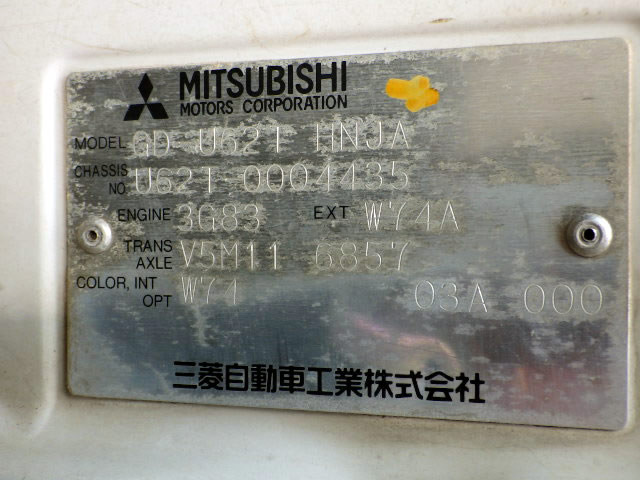 MITSUBISHI
MOTORS CORPORATION
MODEL GD-U62T HNJA
CHASSIS NO. U62T-0004435
ENGINE 3G83 EXT W74A
TRANS AXLE V5M11 6857
COLOR, INT OPT W74 03A 000
三菱自動車工業株式会社